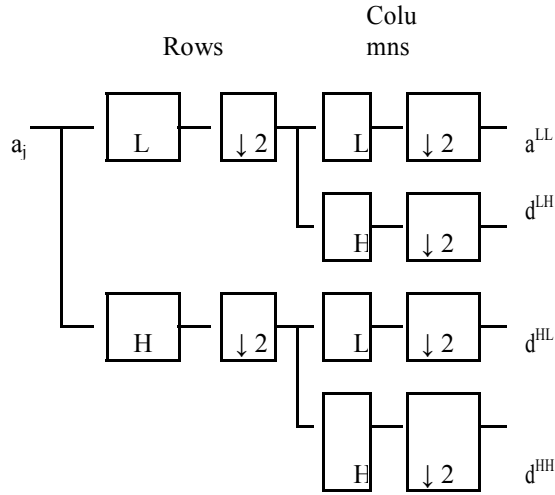 Colu
mns
Rows
a_j L ↓ 2 L ↓ 2 a^LL
H ↓ 2 d^LH
H ↓ 2 L ↓ 2 d^HL
H ↓ 2 d^HH